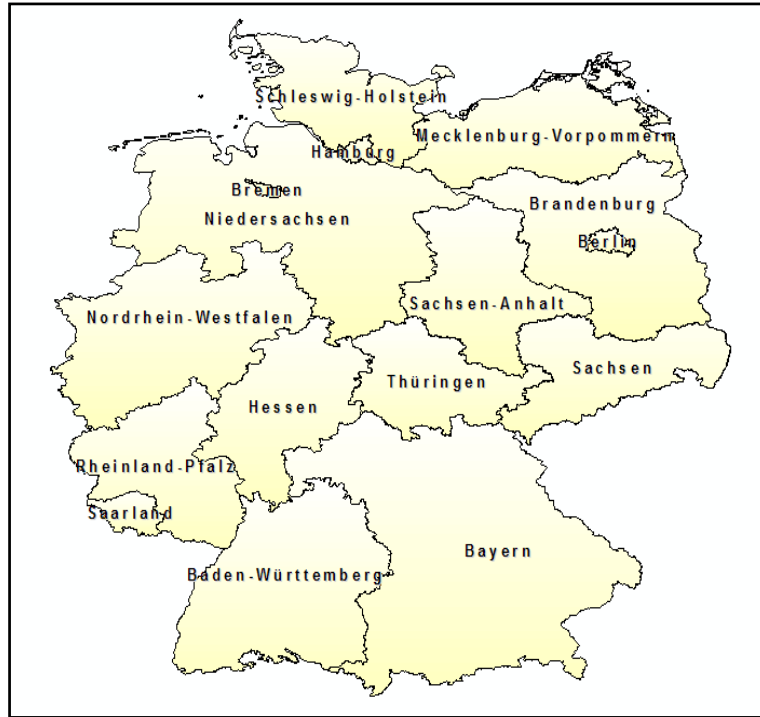 Schleswig-Holstein
Mecklenburg-Vorpommern
Hamburg
Bremen
Niedersachsen
Brandenburg
Berlin
Sachsen-Anhalt
Nordrhein-Westfalen
Thüringen
Sachsen
Hessen
Rheinland-Pfalz
Saarland
Bayern
Baden-Württemberg